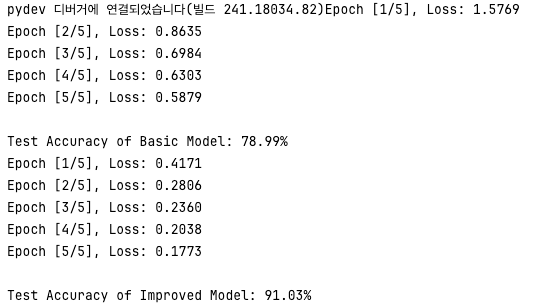 pydev 디버거에 연결되었습니다(빌드 241.18034.82)Epoch [1/5], Loss: 1.5769
Epoch [2/5], Loss: 0.8635
Epoch [3/5], Loss: 0.6984
Epoch [4/5], Loss: 0.6303
Epoch [5/5], Loss: 0.5879
Test Accuracy of Basic Model: 78.99%
Epoch [1/5], Loss: 0.4171
Epoch [2/5], Loss: 0.2806
Epoch [3/5], Loss: 0.2360
Epoch [4/5], Loss: 0.2038
Epoch [5/5], Loss: 0.1773
Test Accuracy of Improved Model: 91.03%